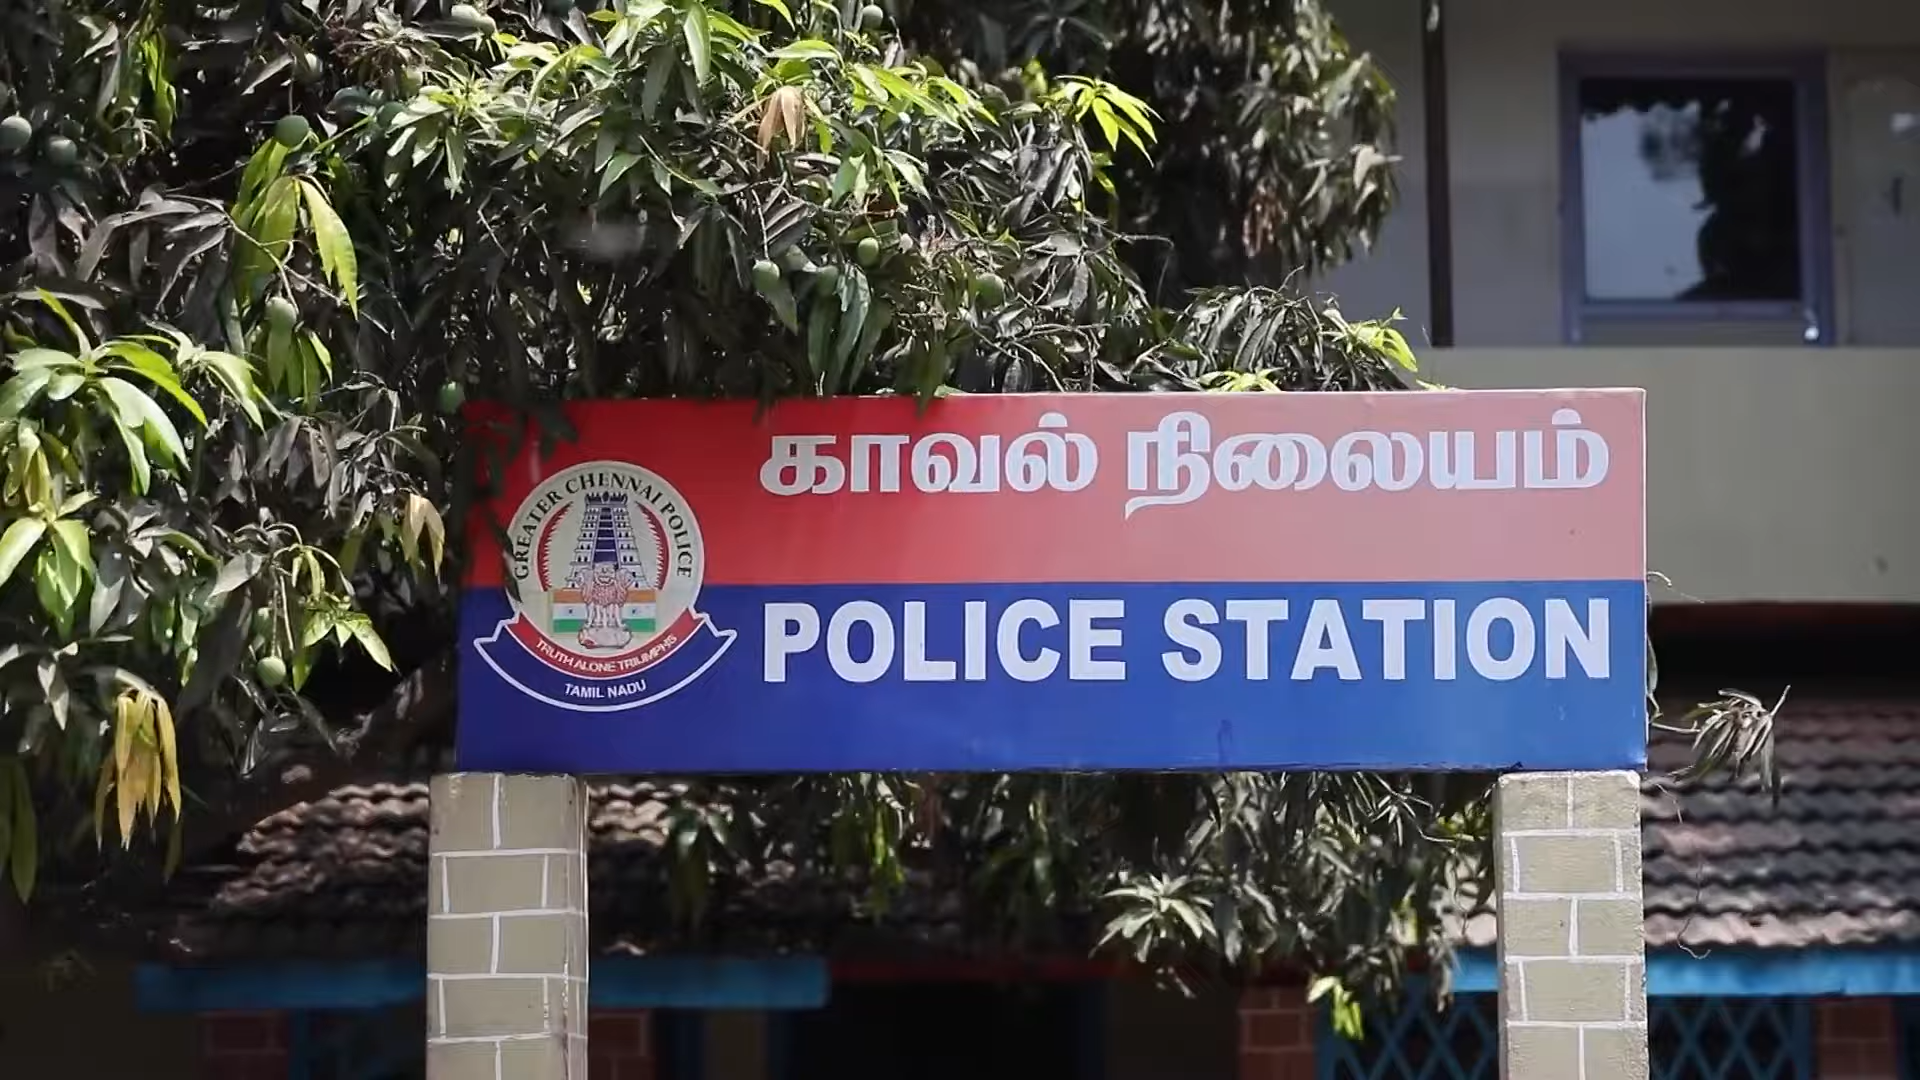 காவல் நிலையம்
GREATER CHENNAI POLICE
TRUTH ALONE TRIUMPHS
TAMIL NADU
POLICE STATION